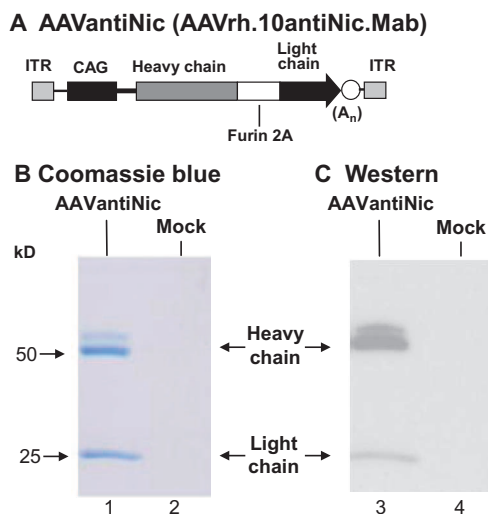 A AAVantiNic (AAVrh.10antiNic.Mab)
ITR CAG Heavy chain Light chain ITR
(An)
Furin 2A
B Coomassie blue
AAVantiNic
Mock
kD
50
25
1 2
Heavy chain
Light chain
C Western
AAVantiNic
Mock
3 4